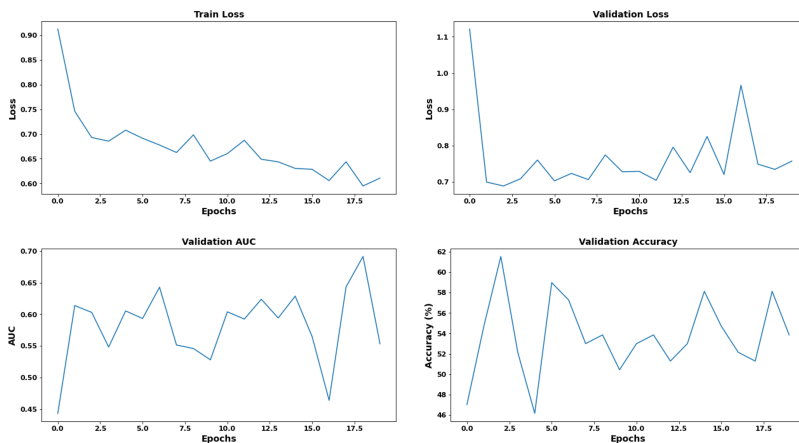 Train Loss
0.90
0.85
0.80
0.75
0.70
0.65
0.60
Loss
0.0 2.5 5.0 7.5 10.0 12.5 15.0 17.5
Epochs
Validation Loss
1.1
1.0
0.9
0.8
0.7
Loss
0.0 2.5 5.0 7.5 10.0 12.5 15.0 17.5
Epochs
Validation AUC
0.70
0.65
0.60
0.55
0.50
0.45
AUC
0.0 2.5 5.0 7.5 10.0 12.5 15.0 17.5
Epochs
Validation Accuracy
62
60
58
56
54
52
50
48
46
Accuracy (%)
0.0 2.5 5.0 7.5 10.0 12.5 15.0 17.5
Epochs